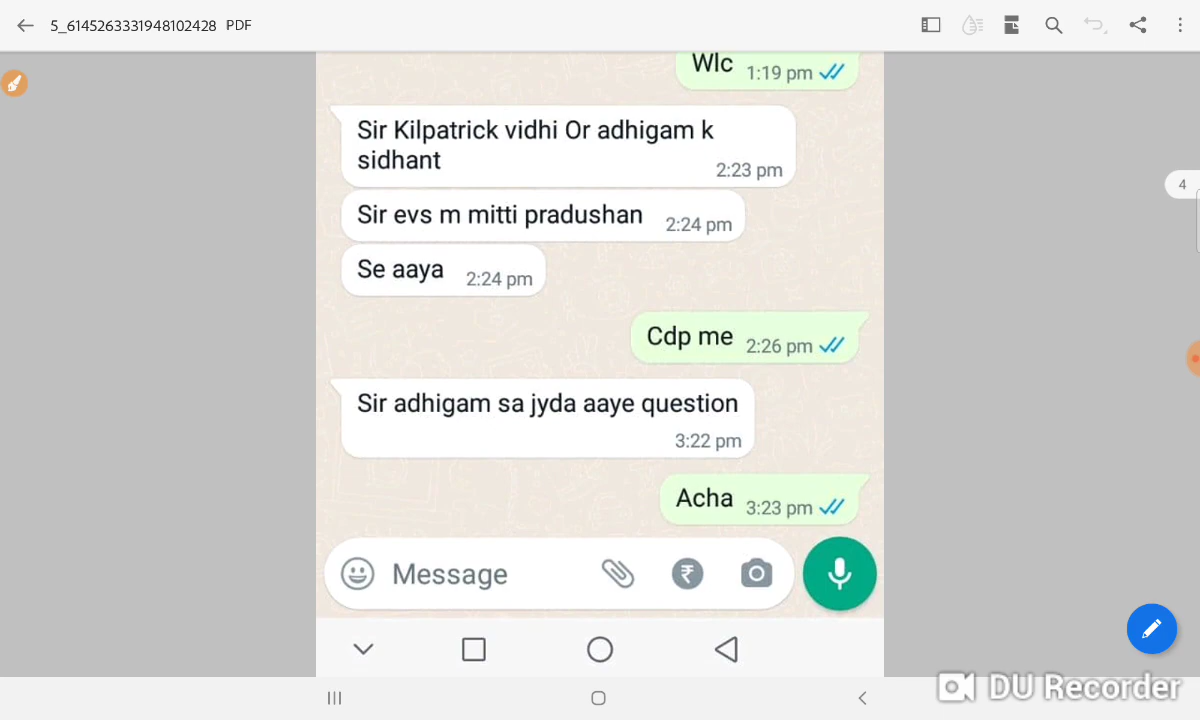 5_6145263331948102428 PDF
Wlc 1:19 pm
Sir Kilpatrick vidhi Or adhigam k
sidhant
2:23 pm
4
Sir evs m mitti pradushan 2:24 pm
Se aaya 2:24 pm
Cdp me 2:26 pm
Sir adhigam sa jyda aaye question
3:22 pm
Acha 3:23 pm
Message
DU Recorder